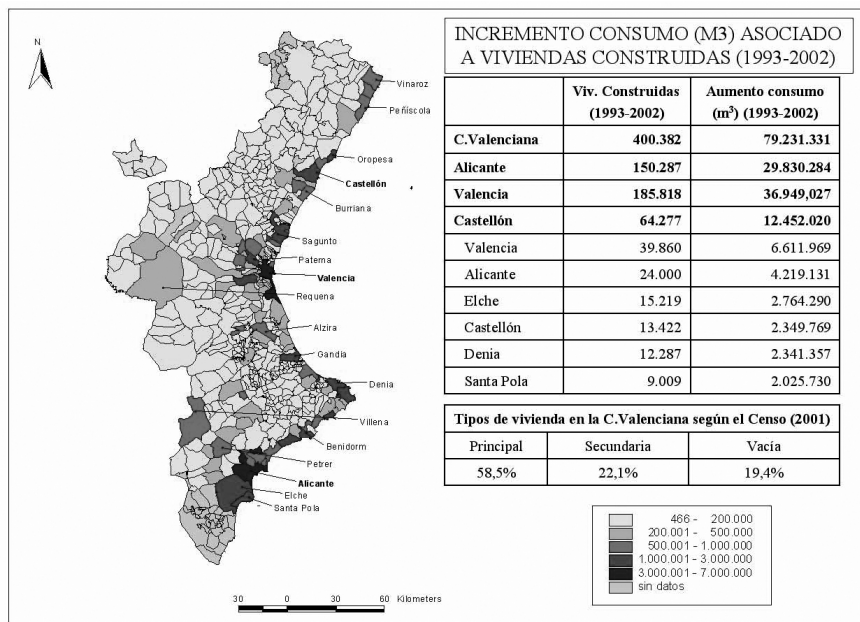 INCREMENTO CONSUMO (M3) ASOCIADO
A VIVIENDAS CONSTRUIDAS (1993-2002)
N
Vinaroz
Peñíscola
Oropesa
Castellón
Burriana
Sagunto
Paterna
Valencia
Requena
Alzira
Gandia
Denia
Villena
Benidorm
Petrer
Alicante
Elche
Santa Pola
30 0 30 60 Kilometers
Viv. Construidas (1993-2002) Aumento consumo (m³) (1993-2002)
C.Valenciana 400.382 79.231.331
Alicante 150.287 29.830.284
Valencia 185.818 36.949,027
Castellón 64.277 12.452.020
Valencia 39.860 6.611.969
Alicante 24.000 4.219.131
Elche 15.219 2.764.290
Castellón 13.422 2.349.769
Denia 12.287 2.341.357
Santa Pola 9.009 2.025.730
Tipos de vivienda en la C.Valenciana según el Censo (2001)
Principal Secundaria Vacía
58,5% 22,1% 19,4%
466 - 200.000
200.001 - 500.000
500.001 - 1.000.000
1.000.001 - 3.000.000
3.000.001 - 7.000.000
sin datos